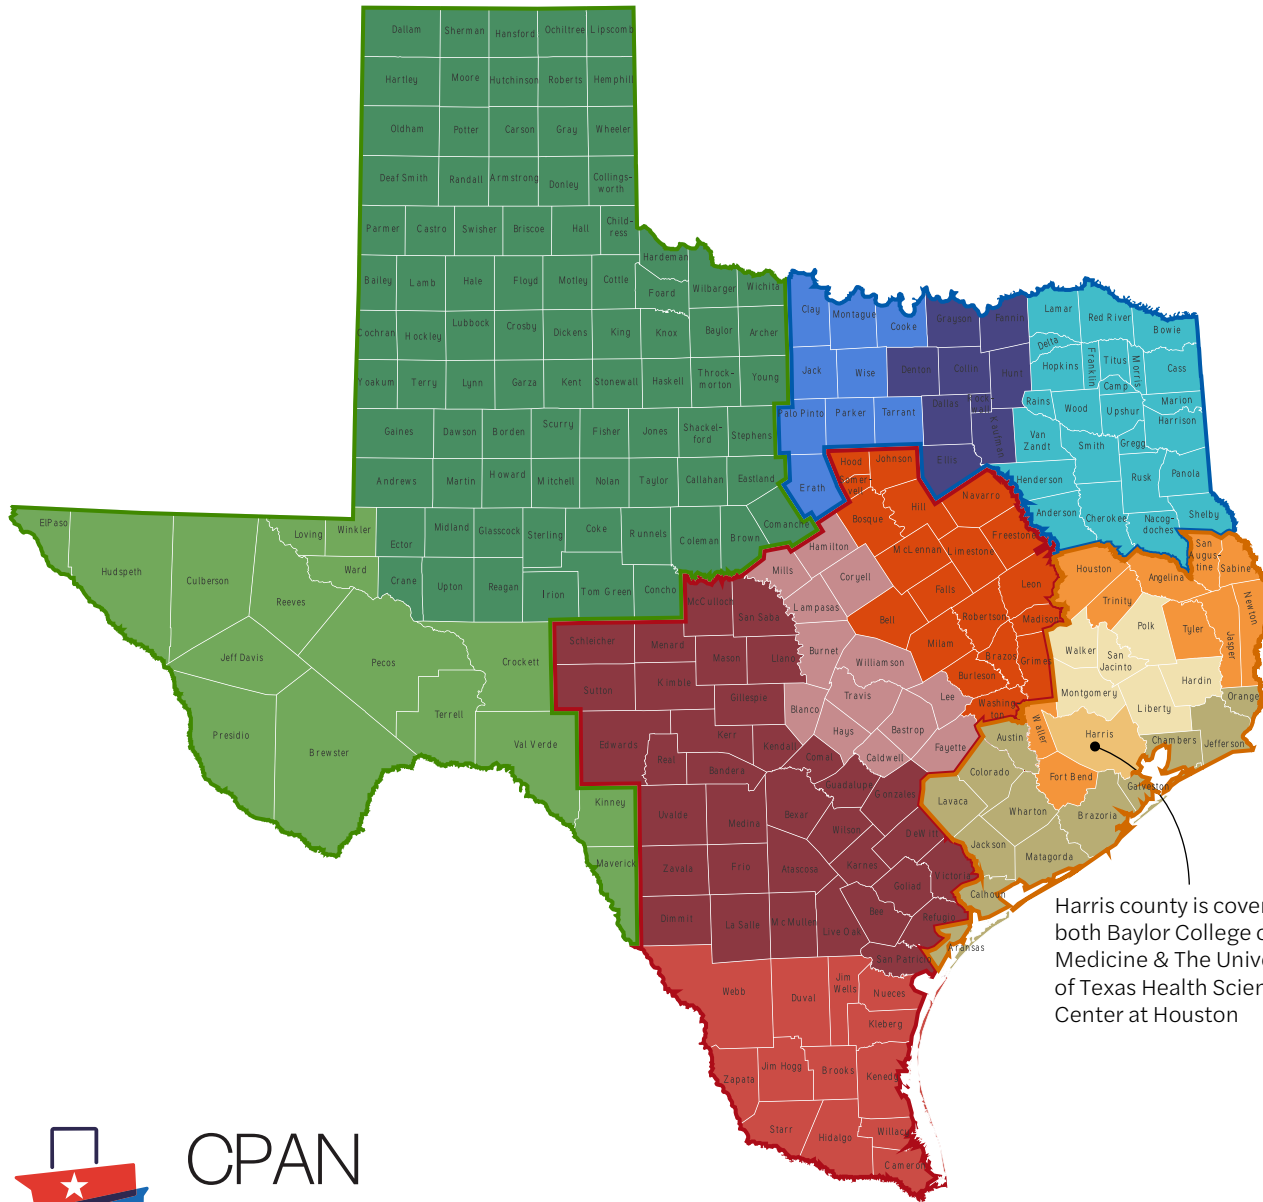 Dallam Sherman Hansford Ochiltree Lipscomb
Hartley Moore Hutchinson Roberts Hemphill
Oldham Potter Carson Gray Wheeler
Deaf Smith Randall Armstrong Donley Collings-
worth
Parmer Castro Swisher Briscoe Hall Child-
ress
Hardeman
Bailey Lamb Hale Floyd Motley Cottle Foard Wilbarger Wichita
Cochran Hockley Lubbock Crosby Dickens King Knox Baylor Archer
Yoakum Terry Lynn Garza Kent Stonewall Haskell Throck-
morton Young
Gaines Dawson Borden Scurry Fisher Jones Shackel-
ford Stephens
Andrews Martin Howard Mitchell Nolan Taylor Callahan Eastland
Clay Montague Cooke Grayson Fannin Lamar Red River Bowie
Jack Wise Denton Collin Hunt Delta Hopkins Franklin Titus Morris Cass
Camp
Palo Pinto Parker Tarrant Dallas Kaufman Rains Wood Upshur Marion
Harrison
Van
Zandt Smith Gregg
Erath Hood Johnson Ellis Henderson Rusk Panola
Somer-
vell
Bosque Hill Navarro Anderson Cherokee Nacog-
doches Shelby
ElPaso Hudspeth Culberson Reeves Loving Winkler Ward
Ector Midland Glasscock Sterling Coke Runnels Coleman Brown Comanche
Crane Upton Reagan Irion Tom Green Concho
Jeff Davis Pecos Crockett
Presidio Brewster Terrell Val Verde
Kinney
Maverick
Hamilton McLennan Limestone Freestone
Mills Coryell Falls Leon
Lampasas Bell Robertson Madison
Burnet Williamson Milam Brazos Grimes
Burleson
Washing-
ton
Travis Lee
Blanco Hays Bastrop
Caldwell Fayette
McCulloch San Saba
Schleicher Menard Mason Llano
Sutton Kimble Gillespie
Edwards Kerr Kendall Comal
Real Bandera Guadalupe Gonzales
Uvalde Medina Bexar Wilson DeWitt
Zavala Frio Atascosa Karnes Goliad Victoria
Dimmit La Salle McMullen Live Oak Bee Refugio
San Patricio
Houston Angelina San
Augus-
tine Sabine
Trinity Polk Tyler Jasper Newton
Walker San
Jacinto Hardin
Montgomery Liberty Orange
Austin Waller Harris Chambers Jefferson
Colorado Fort Bend Galveston
Lavaca Wharton Brazoria
Jackson Matagorda
Calhoun
Aransas
Webb Duval Jim
Wells Nueces
Kleberg
Zapata Jim Hogg Brooks Kenedy
Starr Hidalgo Willacy
Cameron
Harris county is cover
both Baylor College o
Medicine & The Unive
of Texas Health Scien
Center at Houston
CPAN